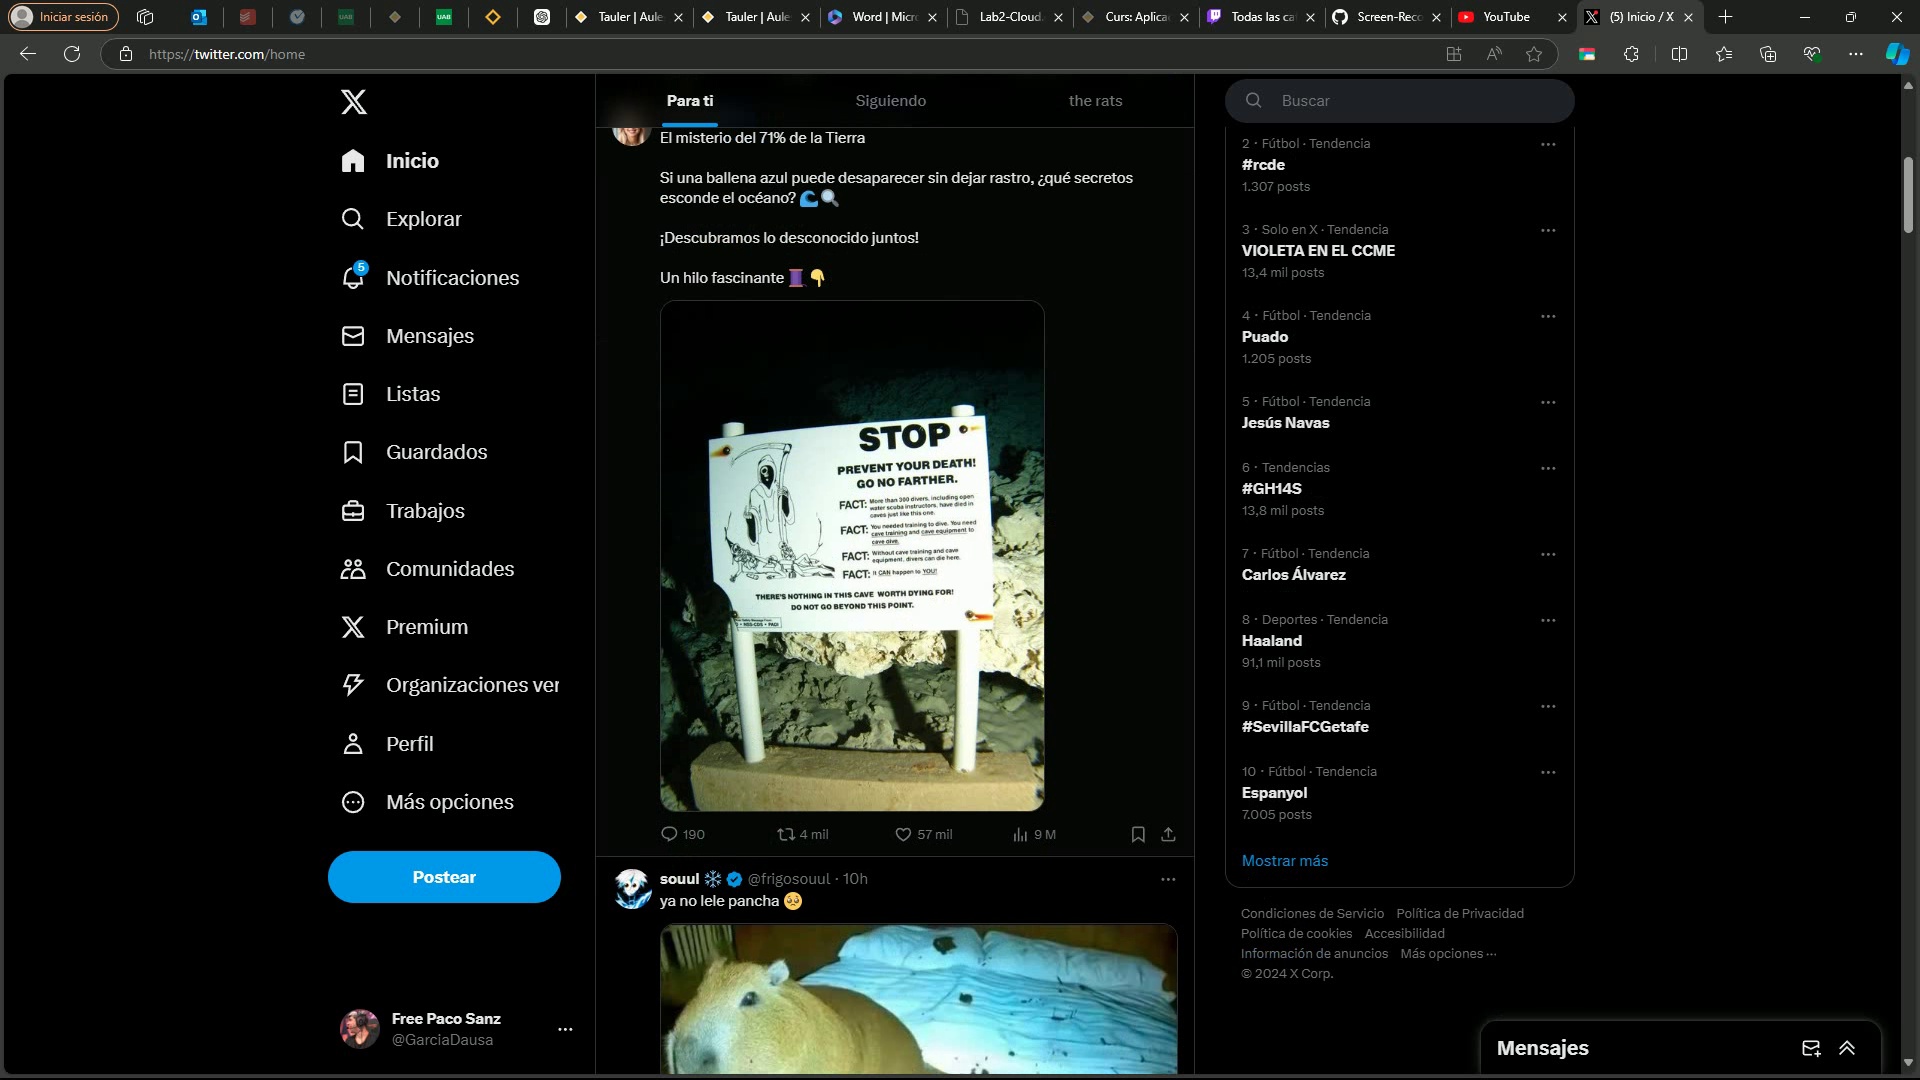 Iniciar sesión
Tauler | Aule
Tauler | Aule
Word | Micr
Lab2-Cloud
Curs: Aplica
Todas las ca
Screen-Reco
YouTube
(5) Inicio / X
https://twitter.com/home
Inicio
Explorar
5
Notificaciones
Mensajes
Listas
Guardados
Trabajos
Comunidades
Premium
Organizaciones ver
Perfil
Más opciones
Postear
Free Paco Sanz
@GarciaDausa
Para ti
Siguiendo
the rats
El misterio del 71% de la Tierra
Si una ballena azul puede desaparecer sin dejar rastro, ¿qué secretos
esconde el océano? 🌊🔍
¡Descubramos lo desconocido juntos!
Un hilo fascinante 🧵👇
STOP
PREVENT YOUR DEATH!
GO NO FARTHER.
FACT: More than 300 divers, including open
water scuba instructors, have died in
caves just like this one.
FACT: You needed training to dive. You need
cave training and cave equipment to
cave dive.
FACT: Without cave training and cave
equipment, divers can die here.
FACT: It CAN happen to YOU!
THERE'S NOTHING IN THIS CAVE WORTH DYING FOR!
DO NOT GO BEYOND THIS POINT.
190
4 mil
57 mil
9 M
souul ❄️ @frigosouul · 10h
ya no lele pancha 🥺
Buscar
2 · Fútbol · Tendencia
#rcde
1.307 posts
3 · Solo en X · Tendencia
VIOLETA EN EL CCME
13,4 mil posts
4 · Fútbol · Tendencia
Puado
1.205 posts
5 · Fútbol · Tendencia
Jesús Navas
6 · Tendencias
#GH14S
13,8 mil posts
7 · Fútbol · Tendencia
Carlos Álvarez
8 · Deportes · Tendencia
Haaland
91,1 mil posts
9 · Fútbol · Tendencia
#SevillaFCGetafe
10 · Fútbol · Tendencia
Espanyol
7.005 posts
Mostrar más
Condiciones de Servicio Política de Privacidad
Política de cookies Accesibilidad
Información de anuncios Más opciones ···
© 2024 X Corp.
Mensajes